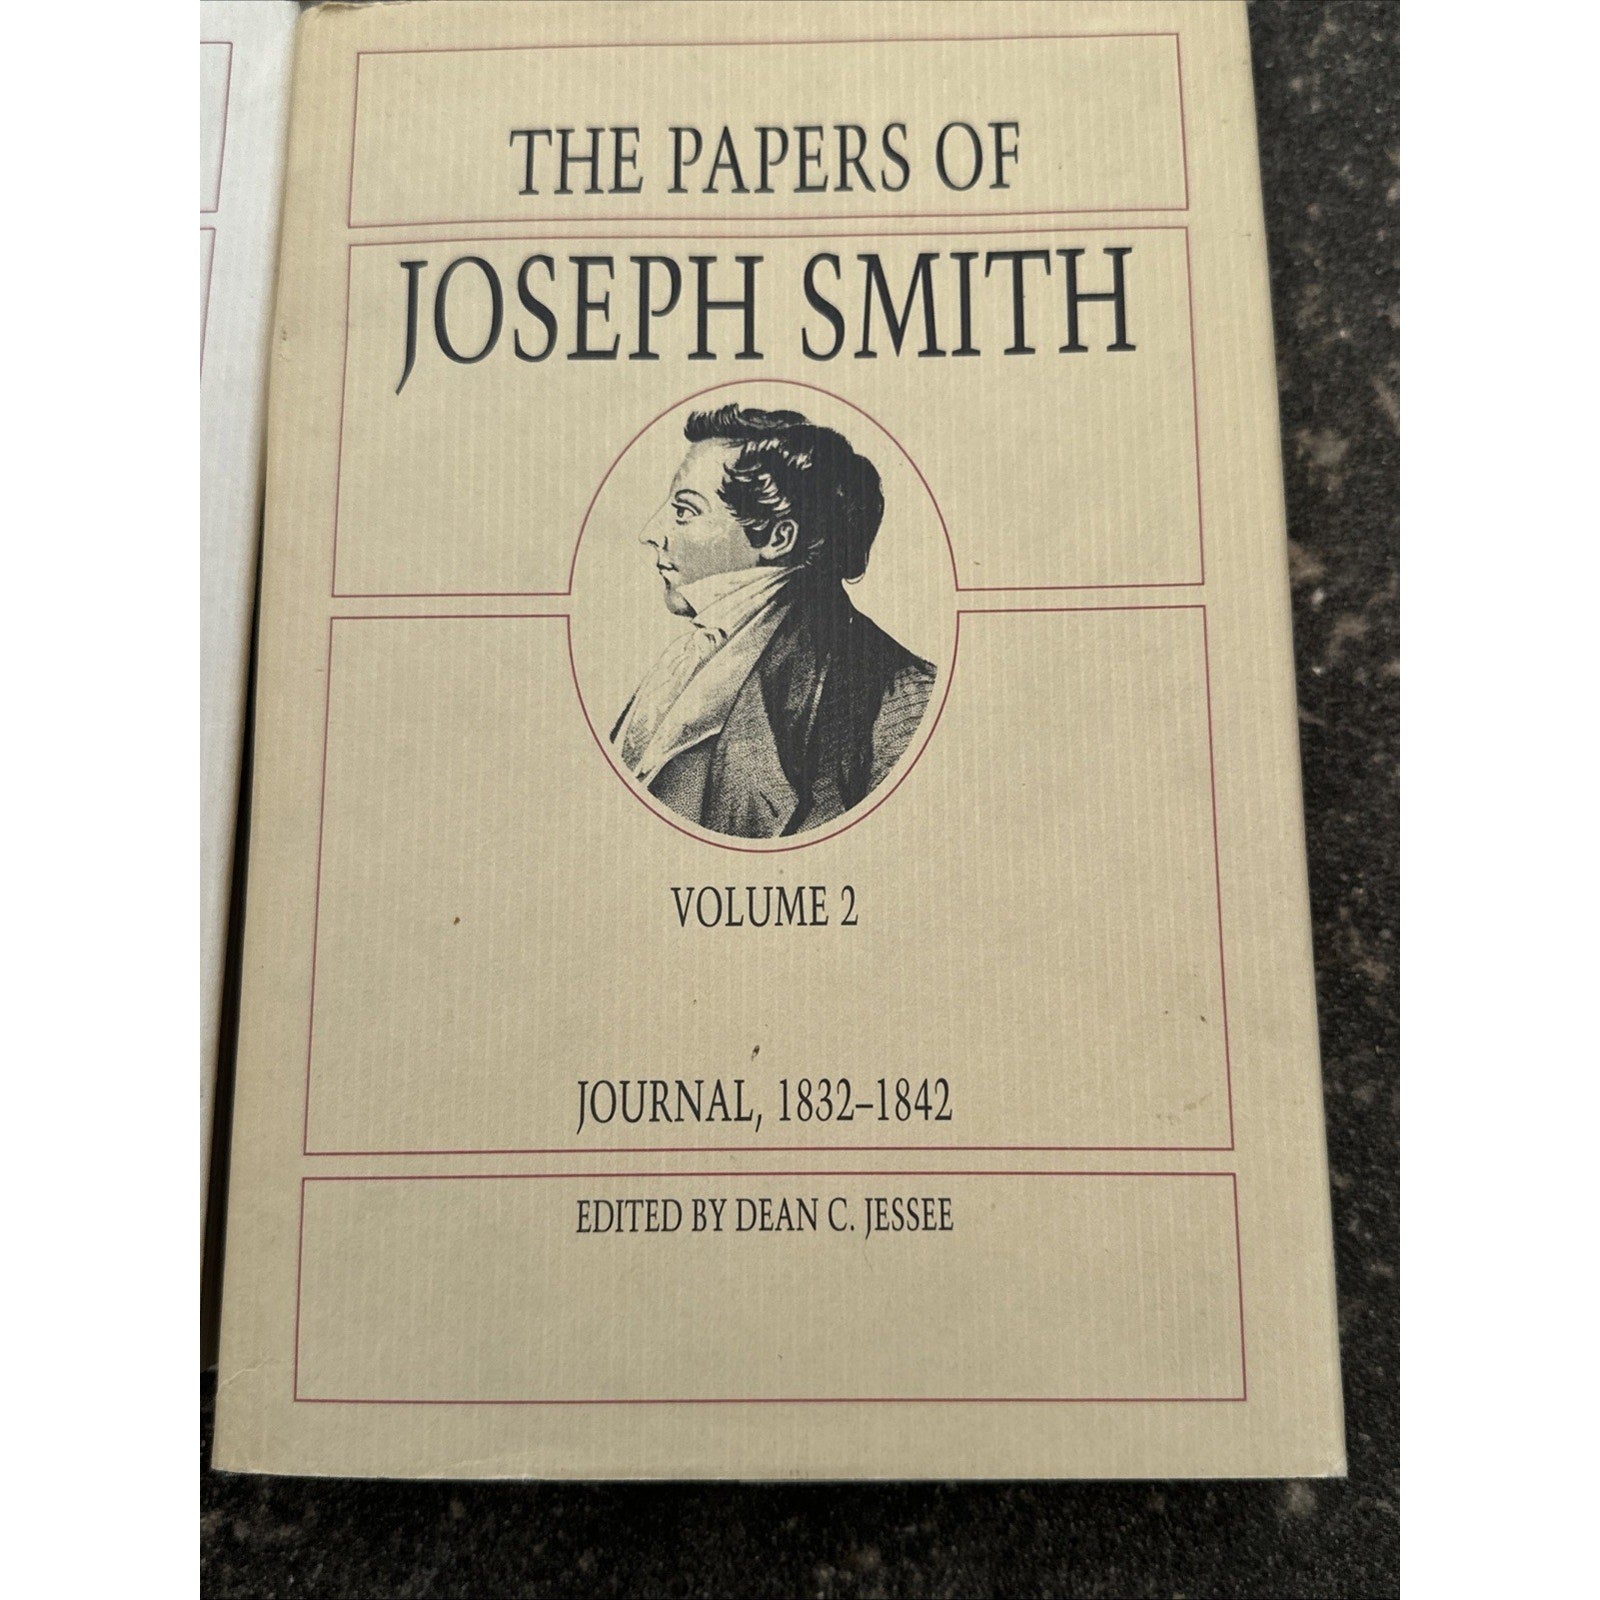 THE PAPERS OF
JOSEPH SMITH
VOLUME 2
JOURNAL, 1832–1842
EDITED BY DEAN C. JESSEE